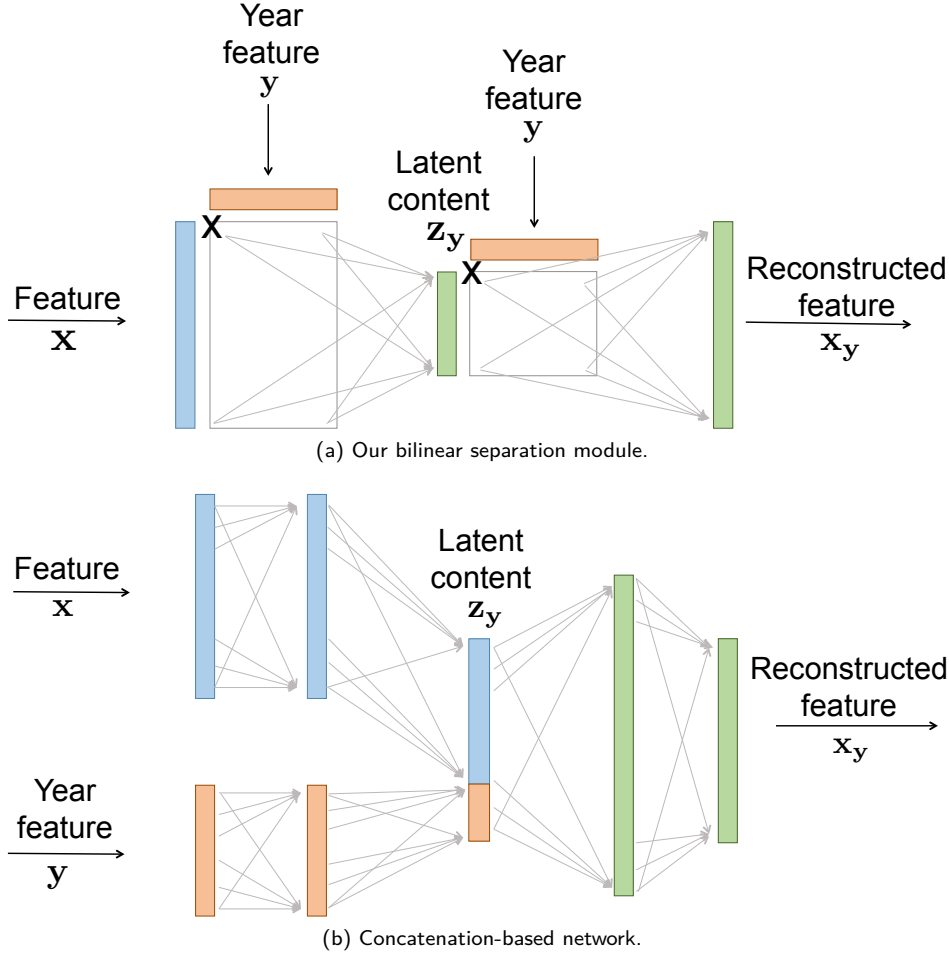 Year
feature
y
Year
feature
y
Latent
content
z_y
X
X
Feature
x
Reconstructed
feature
x_y
(a) Our bilinear separation module.
Feature
x
Latent
content
z_y
Reconstructed
feature
x_y
Year
feature
y
(b) Concatenation-based network.